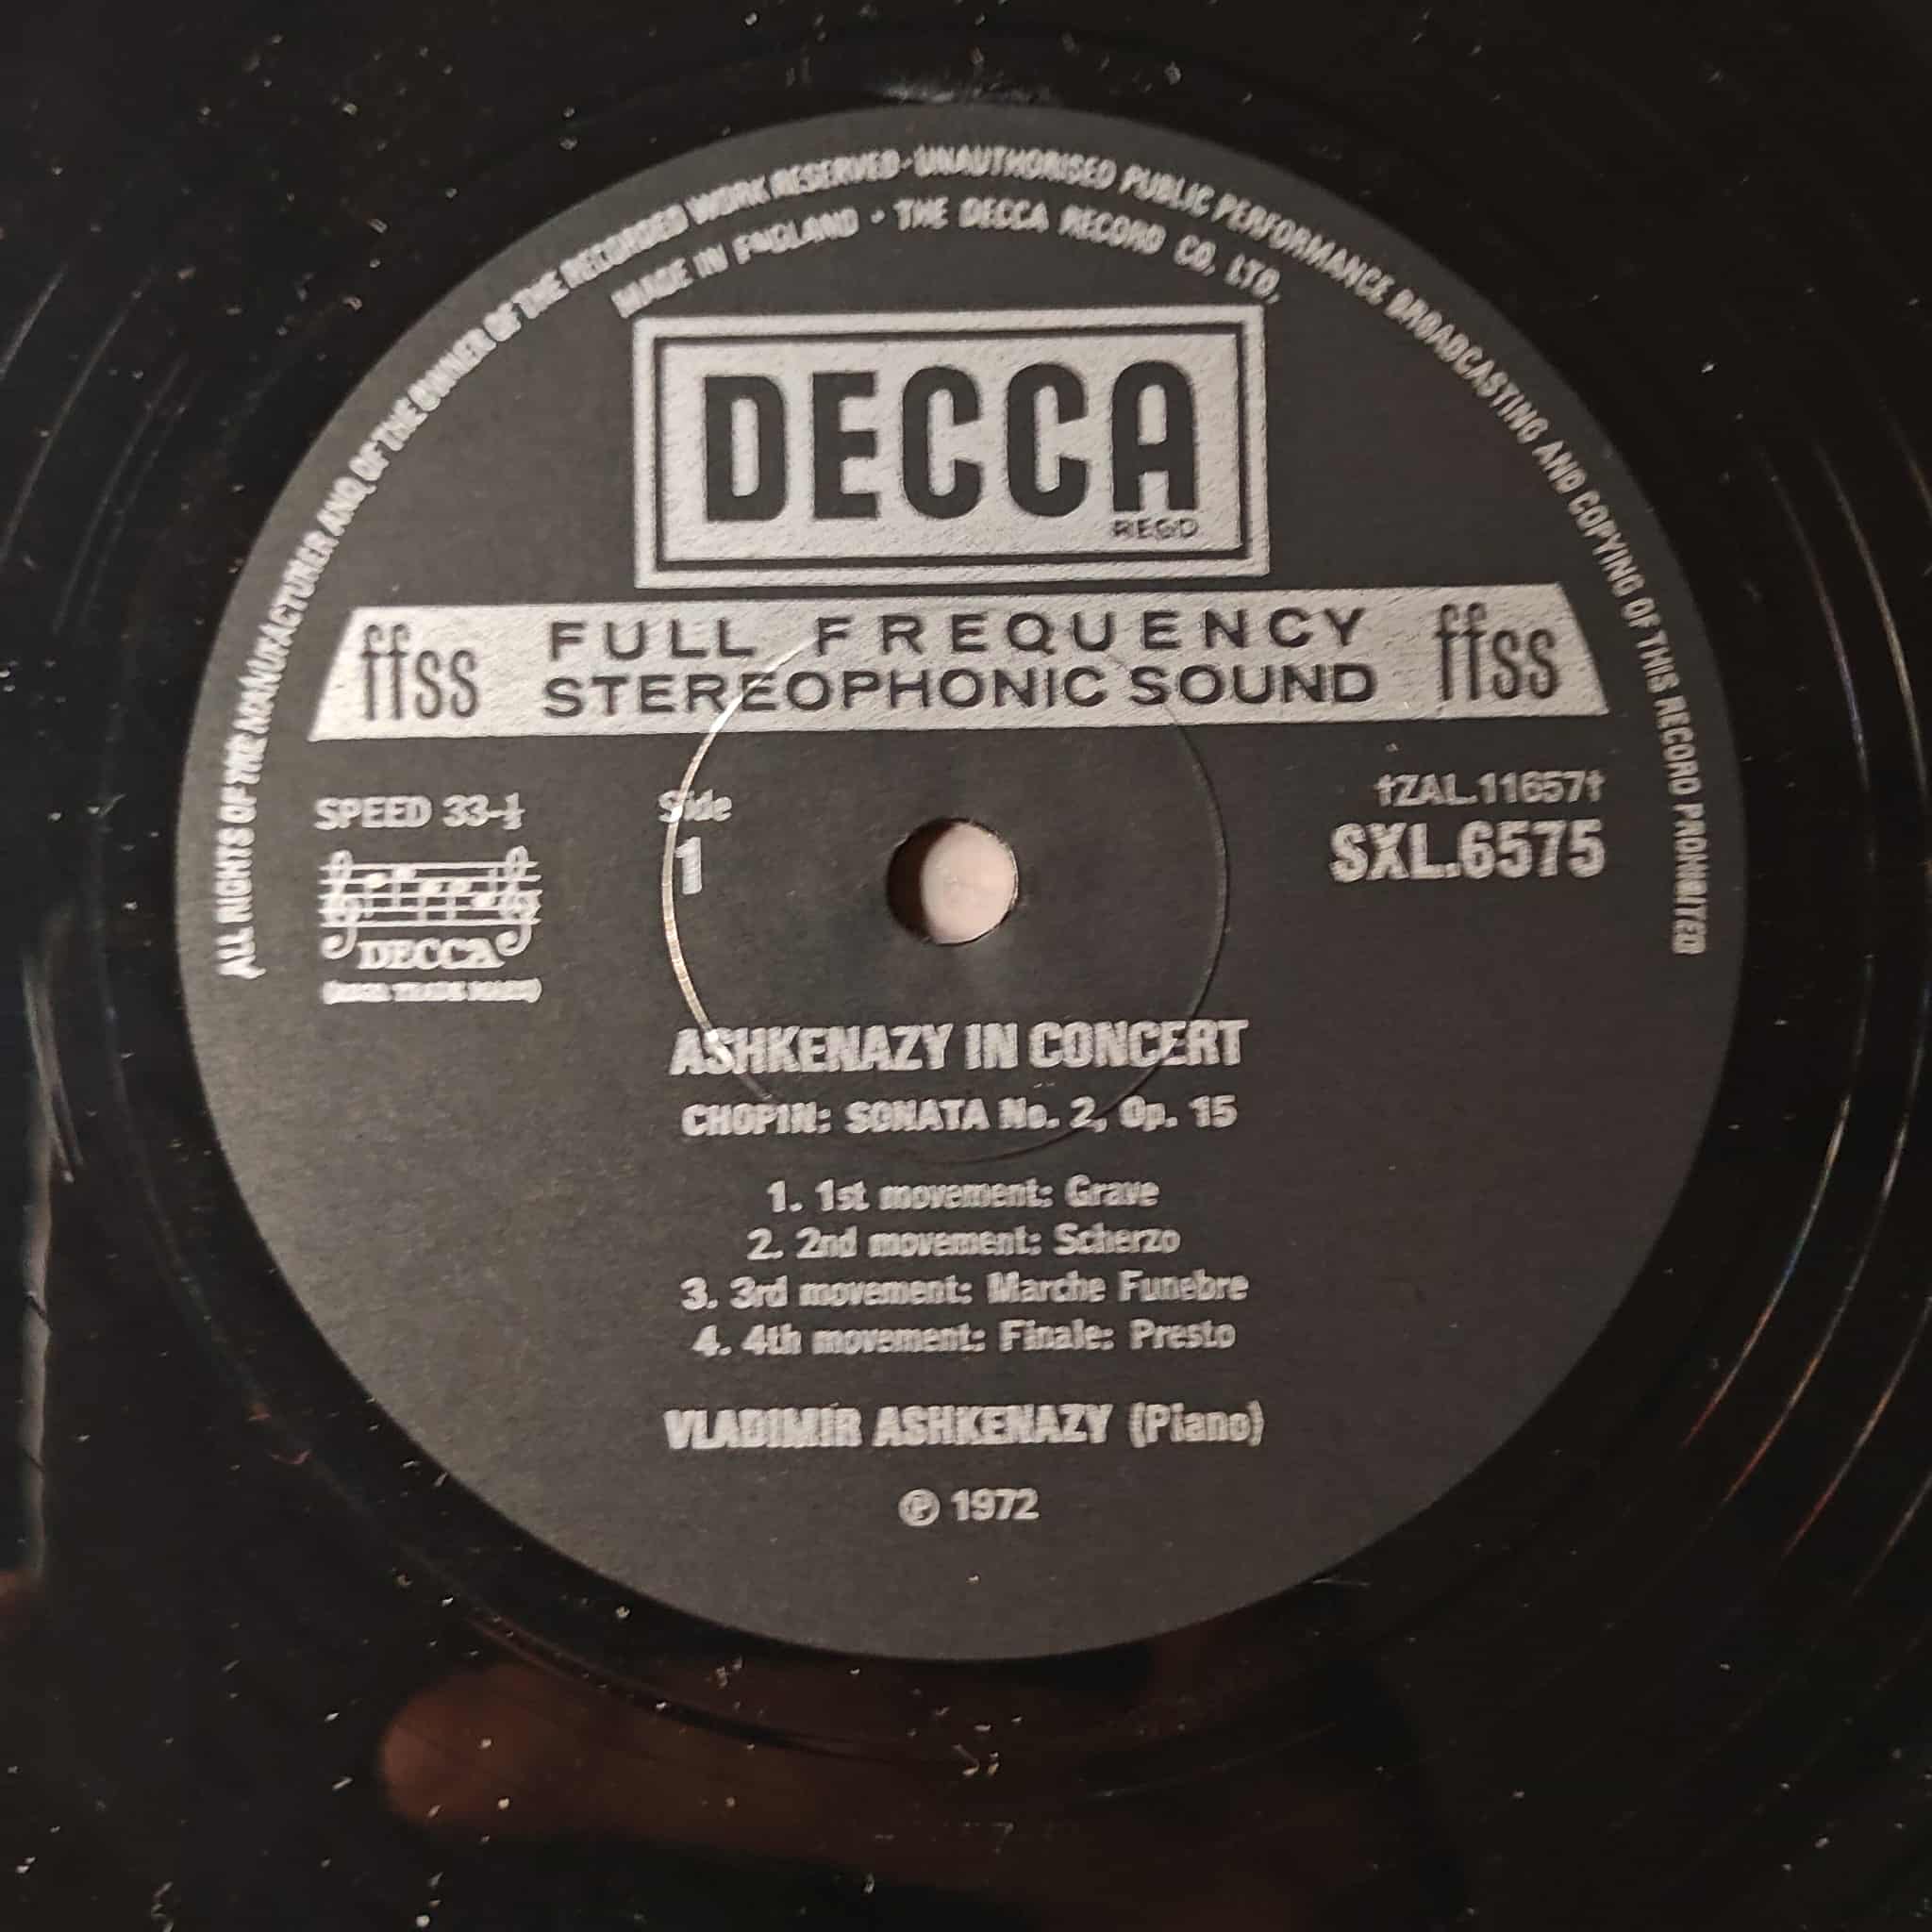 ALL RIGHTS OF THE MANUFACTURER AND OF THE OWNER OF THE RECORDED WORK RESERVED · UNAUTHORISED PUBLIC PERFORMANCE BROADCASTING AND COPYING OF THIS RECORD PROHIBITED
MADE IN ENGLAND · THE DECCA RECORD CO. LTD.
DECCA
REGD
ffss FULL FREQUENCY ffss
STEREOPHONIC SOUND
SPEED 33-⅓
Side
1
†ZAL.11657†
SXL.6575
DECCA
TRADE MARK
ASHKENAZY IN CONCERT
CHOPIN: SONATA No. 2, Op. 15
1. 1st movement: Grave
2. 2nd movement: Scherzo
3. 3rd movement: Marche Funebre
4. 4th movement: Finale: Presto
VLADIMIR ASHKENAZY (Piano)
℗ 1972